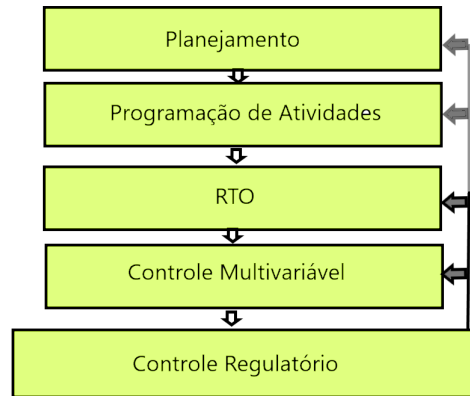 Planejamento
Programação de Atividades
RTO
Controle Multivariável
Controle Regulatório